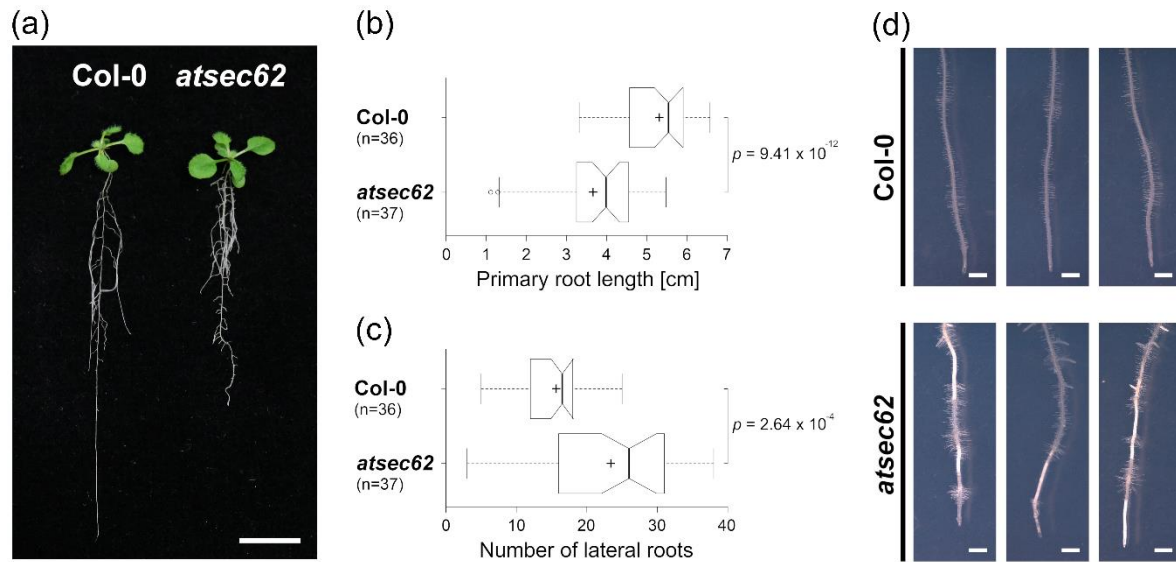 (a)
Col-0 atsec62
(b)
Col-0
(n=36)
atsec62
(n=37)
p = 9.41 x 10-12
0 1 2 3 4 5 6 7
Primary root length [cm]
(c)
Col-0
(n=36)
atsec62
(n=37)
p = 2.64 x 10-4
0 10 20 30 40
Number of lateral roots
(d)
Col-0
atsec62